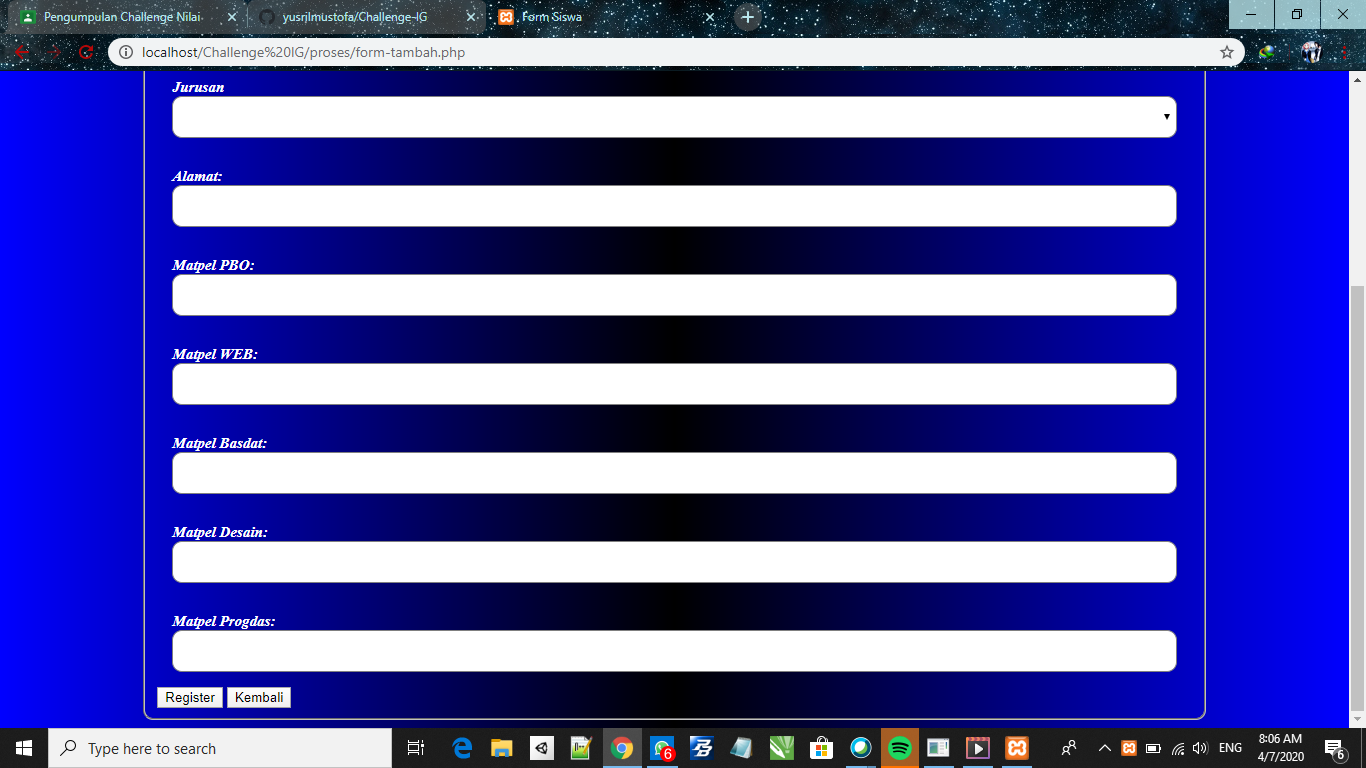 Pengumpulan Challenge Nilai
yusrilmustofa/Challenge-IG
Form Siswa
localhost/Challenge%20IG/proses/form-tambah.php
Jurusan
Alamat:
Matpel PBO:
Matpel WEB:
Matpel Basdat:
Matpel Desain:
Matpel Progdas:
Register Kembali
Type here to search
6
ENG
8:06 AM
4/7/2020
6